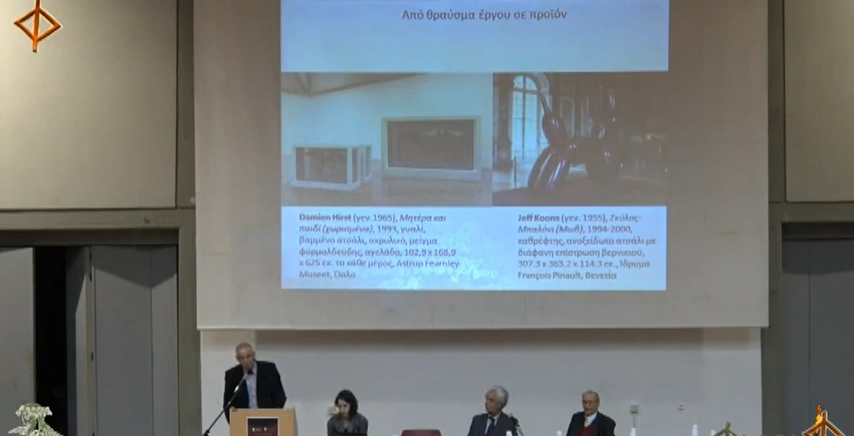 Από θραύσμα έργου σε προϊόν
Damien Hirst (γεν.1965), Μητέρα και
παιδί (χωρισμένα), 1993, γυαλί,
βαμμένο ατσάλι, ακρυλικό, μείγμα
φορμαλδεΰδης, αγελάδα, 102,9 x 168,9
x 625 εκ. το κάθε μέρος, Astrup Fearnley
Museet, Όσλο
Jeff Koons (γεν. 1955), Σκύλος-
Μπαλόνι (Μωβ), 1994-2000,
καθρέφτης, ανοξείδωτο ατσάλι με
διάφανη επίστρωση βερνικιού,
307.3 x 363,2 x 114.3 εκ., Ίδρυμα
François Pinault, Βενετία